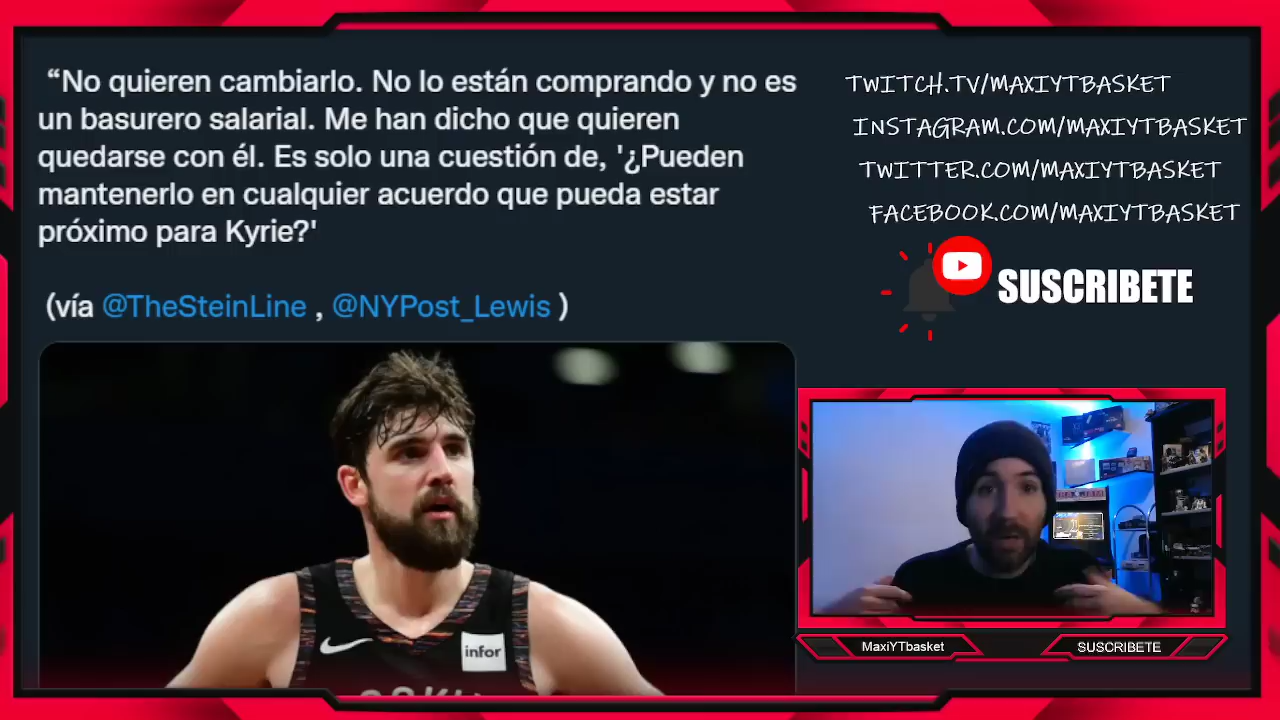 “No quieren cambiarlo. No lo están comprando y no es
un basurero salarial. Me han dicho que quieren
quedarse con él. Es solo una cuestión de, '¿Pueden
mantenerlo en cualquier acuerdo que pueda estar
próximo para Kyrie?'
(vía @TheSteinLine , @NYPost_Lewis )
infor
TWITCH.TV/MAXIYTBASKET
INSTAGRAM.COM/MAXIYTBASKET
TWITTER.COM/MAXIYTBASKET
FACEBOOK.COM/MAXIYTBASKET
SUSCRIBETE
MaxiYTbasket
SUSCRIBETE